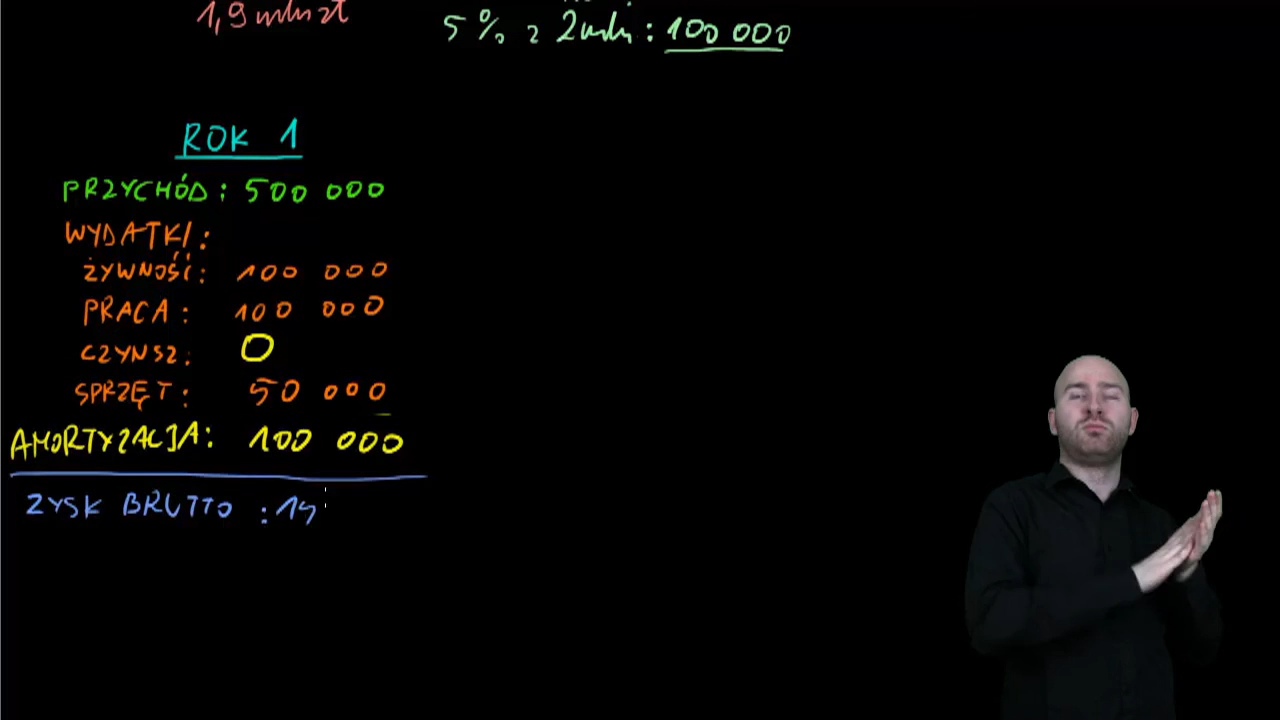 1,9 mln zł
5% z 2 mln: 100 000
ROK 1
PRZYCHÓD: 500 000
WYDATKI:
ŻYWNOŚĆ: 100 000
PRACA: 100 000
CZYNSZ: 0
SPRZĘT: 50 000
AMORTYZACJA: 100 000
ZYSK BRUTTO : 15